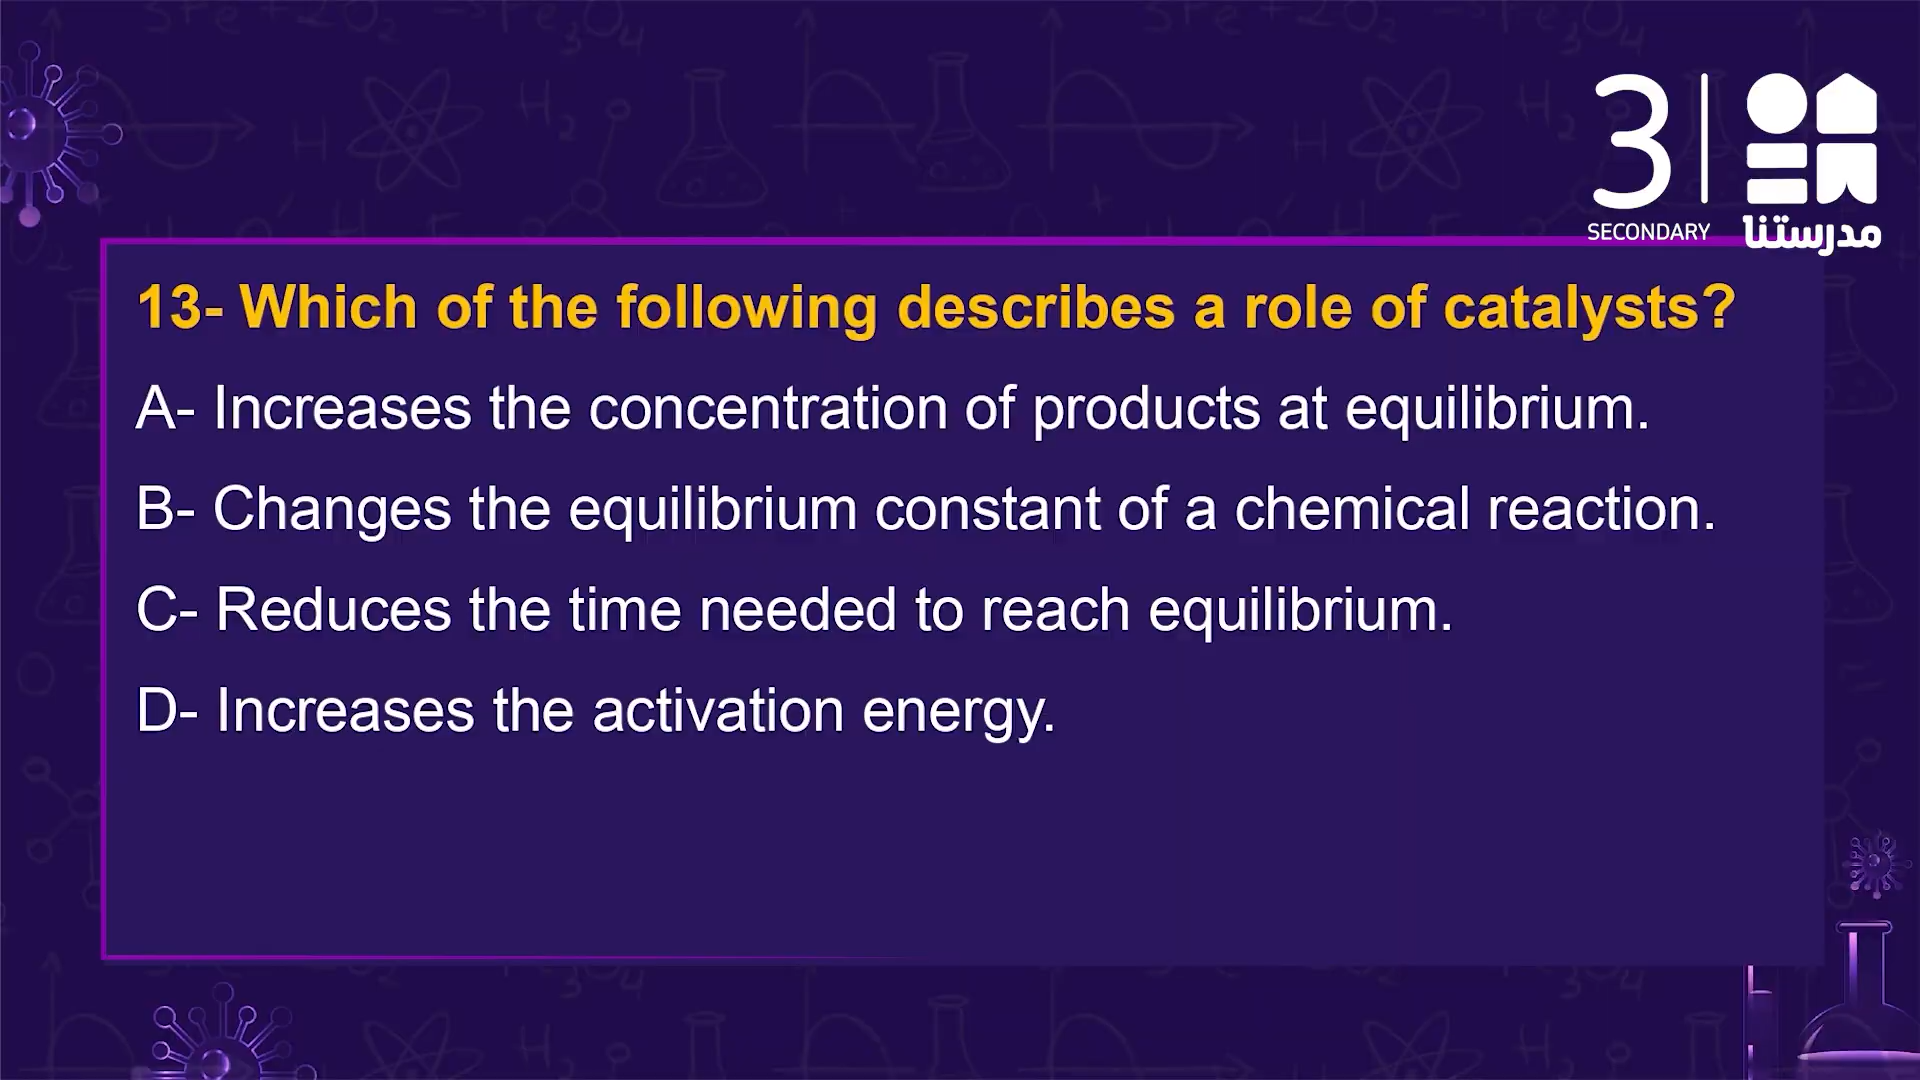 3
SECONDARY
مدرستنا
13- Which of the following describes a role of catalysts?
A- Increases the concentration of products at equilibrium.
B- Changes the equilibrium constant of a chemical reaction.
C- Reduces the time needed to reach equilibrium.
D- Increases the activation energy.